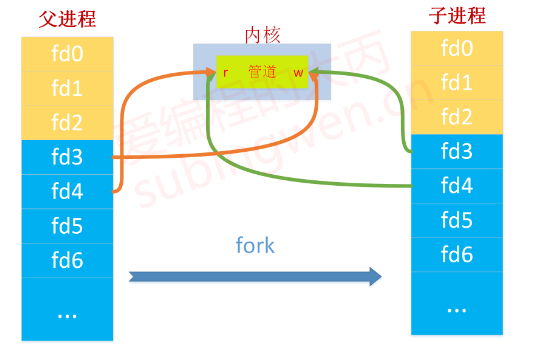 父进程
fd0
fd1
fd2
fd3
fd4
fd5
fd6
...
内核
r 管道 w
fork
子进程
fd0
fd1
fd2
fd3
fd4
fd5
fd6
...
爱编程的大丙
subingwen.cn